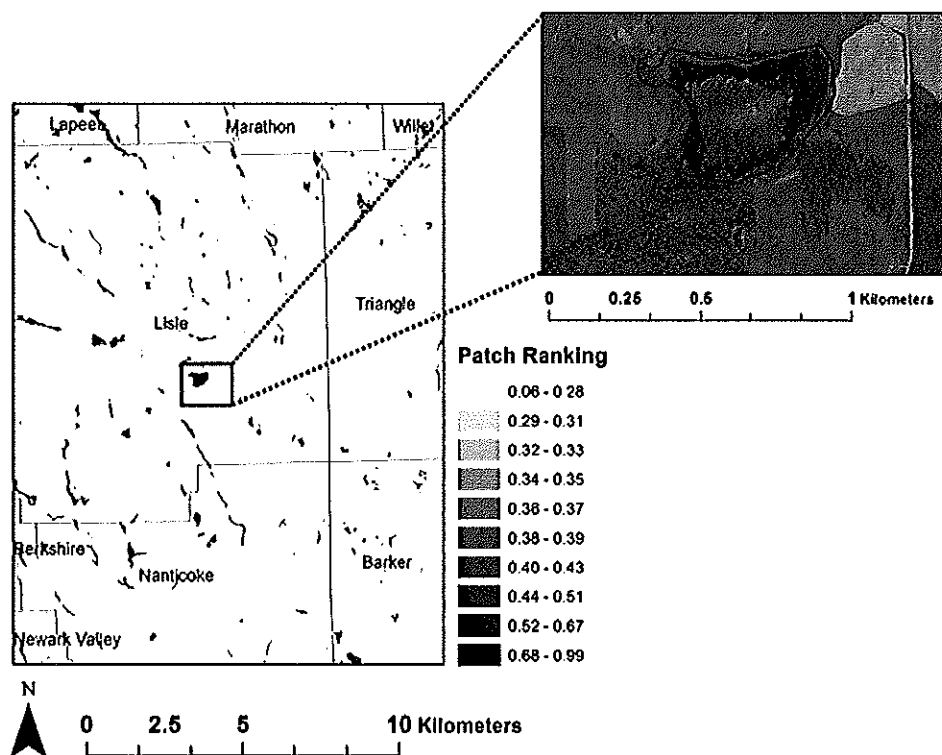 Lapeer
Marathon
Willet
Lisle
Triangle
Berkshire
Nanticoke
Barker
Newark Valley
N
0 2.5 5 10 Kilometers
0 0.25 0.5 1 Kilometers
Patch Ranking
0.06 - 0.28
0.29 - 0.31
0.32 - 0.33
0.34 - 0.35
0.36 - 0.37
0.38 - 0.39
0.40 - 0.43
0.44 - 0.51
0.52 - 0.67
0.68 - 0.99